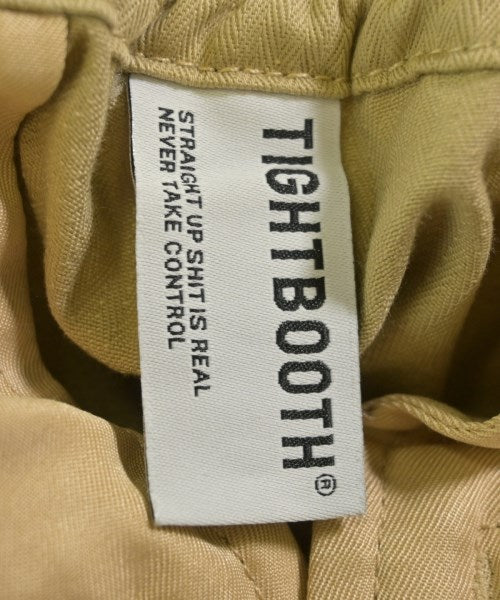 TIGHTBOOTH®
STRAIGHT UP SHIT IS REAL
NEVER TAKE CONTROL